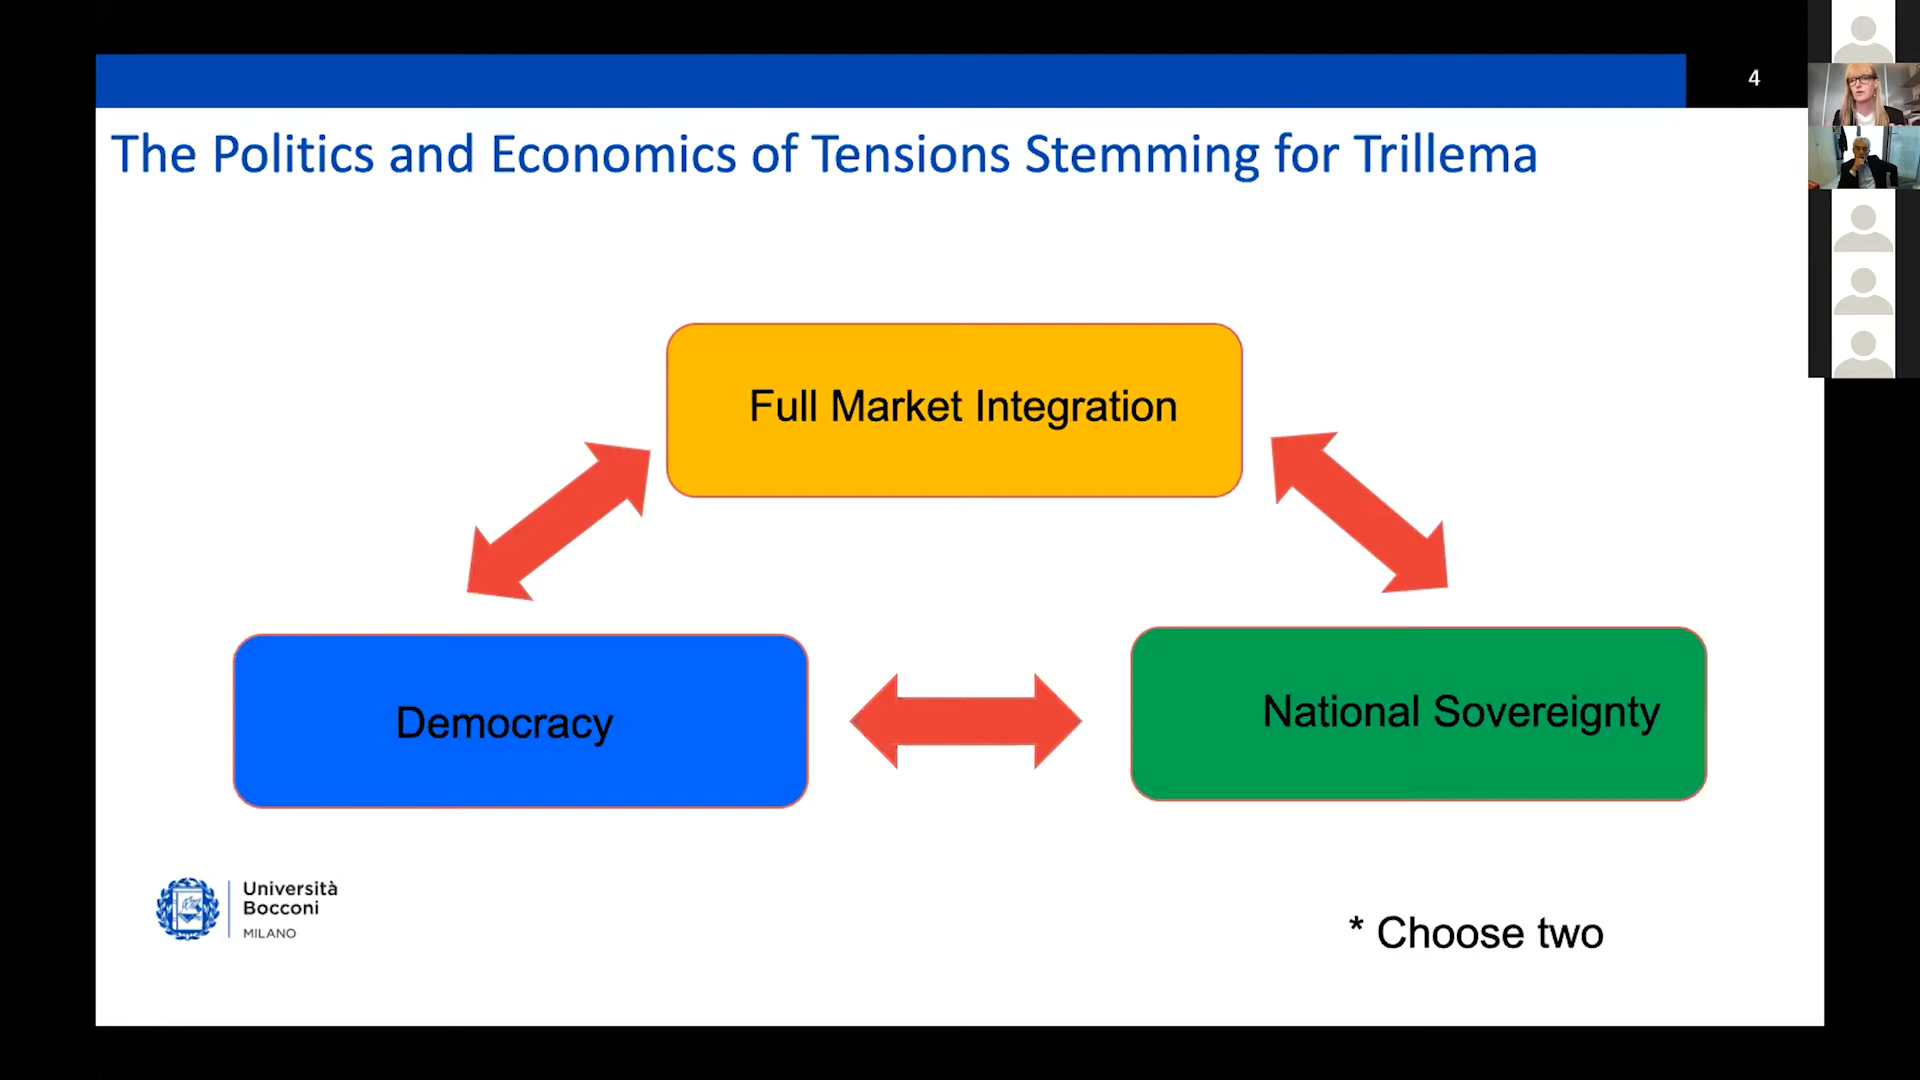 4
The Politics and Economics of Tensions Stemming for Trillema
Full Market Integration
Democracy
National Sovereignty
Università
Bocconi
MILANO
* Choose two